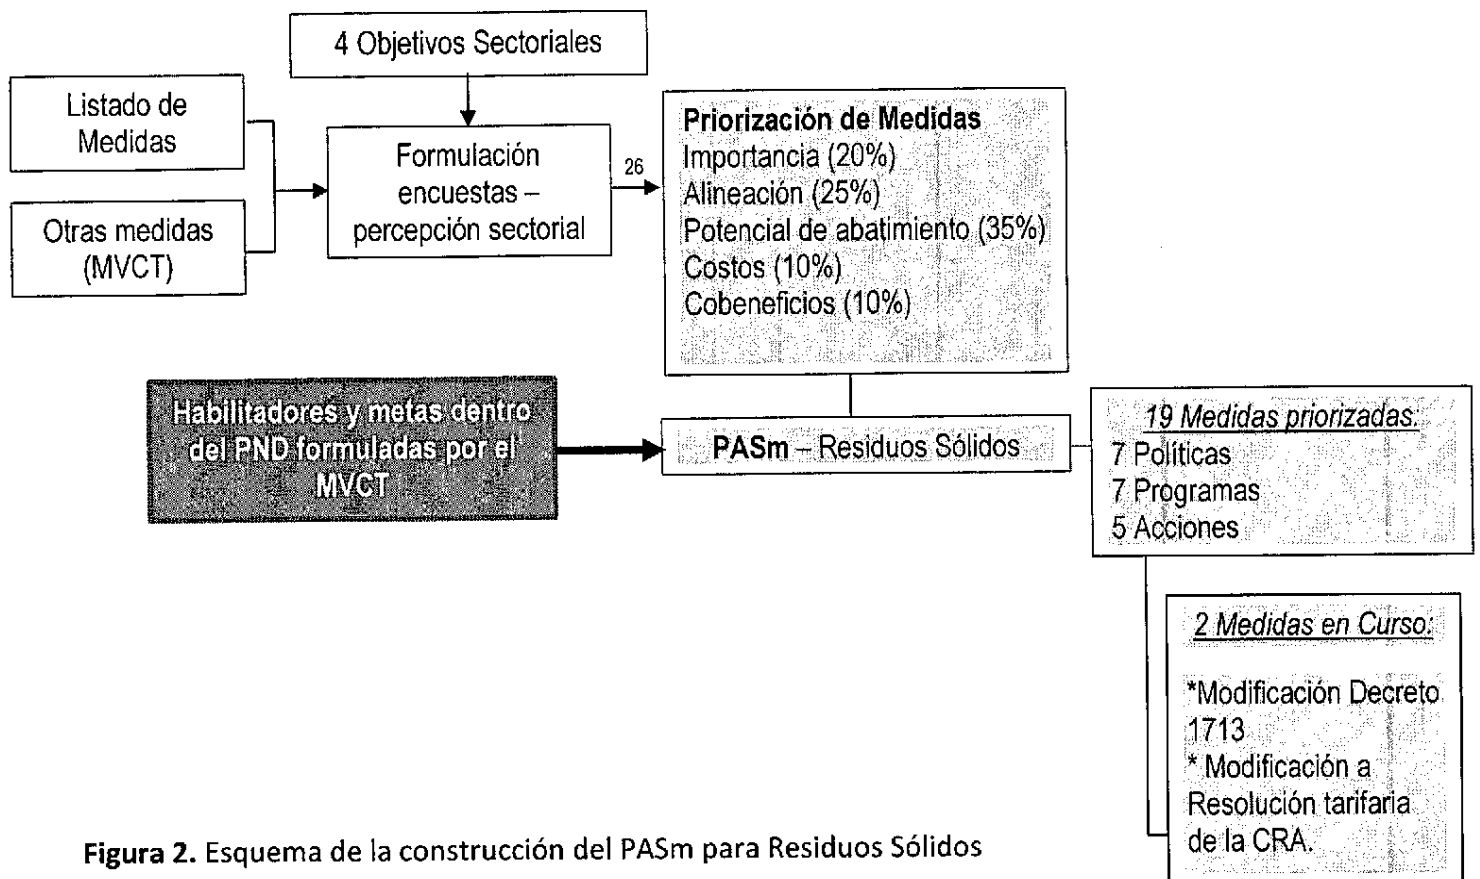 4 Objetivos Sectoriales
Listado de
Medidas
Otras medidas
(MVCT)
Formulación
encuestas –
percepción sectorial
26
Priorización de Medidas
Importancia (20%)
Alineación (25%)
Potencial de abatimiento (35%)
Costos (10%)
Cobeneficios (10%)
Habilitadores y metas dentro
del PND formuladas por el
MVCT
PASm – Residuos Sólidos
19 Medidas priorizadas:
7 Políticas
7 Programas
5 Acciones
2 Medidas en Curso:
*Modificación Decreto
1713
* Modificación a
Resolución tarifaria
de la CRA.
Figura 2. Esquema de la construcción del PASm para Residuos Sólidos